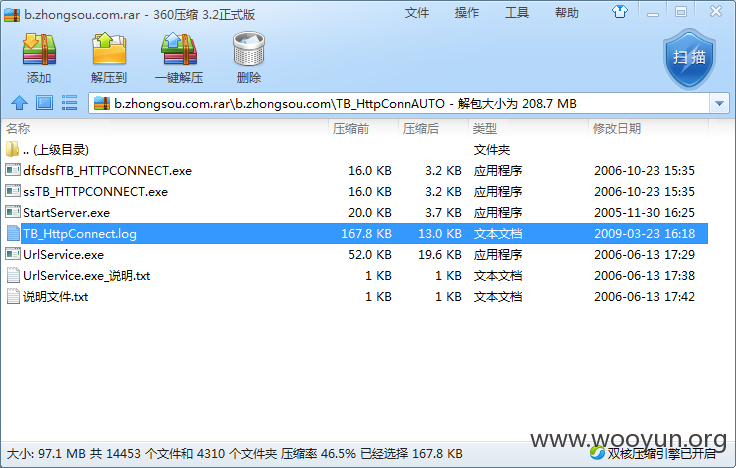 b.zhongsou.com.rar - 360压缩 3.2正式版
文件 操作 工具 帮助
添加 解压到 一键解压 删除 扫描
b.zhongsou.com.rar\b.zhongsou.com\TB_HttpConnAUTO - 解包大小为 208.7 MB
名称 压缩前 压缩后 类型 修改日期
.. (上级目录) 文件夹
dfsdsfTB_HTTPCONNECT.exe 16.0 KB 3.2 KB 应用程序 2006-10-23 15:35
ssTB_HTTPCONNECT.exe 16.0 KB 3.2 KB 应用程序 2006-10-23 15:35
StartServer.exe 20.0 KB 3.7 KB 应用程序 2005-11-30 16:25
TB_HttpConnect.log 167.8 KB 13.0 KB 文本文档 2009-03-23 16:18
UrlService.exe 52.0 KB 19.6 KB 应用程序 2006-06-13 17:29
UrlService.exe_说明.txt 1 KB 1 KB 文本文档 2006-06-13 17:38
说明文件.txt 1 KB 1 KB 文本文档 2006-06-13 17:42
www.wooyun.org
大小: 97.1 MB 共 14453 个文件和 4310 个文件夹 压缩率 46.5% 已经选择 167.8 KB 双核压缩引擎已开启